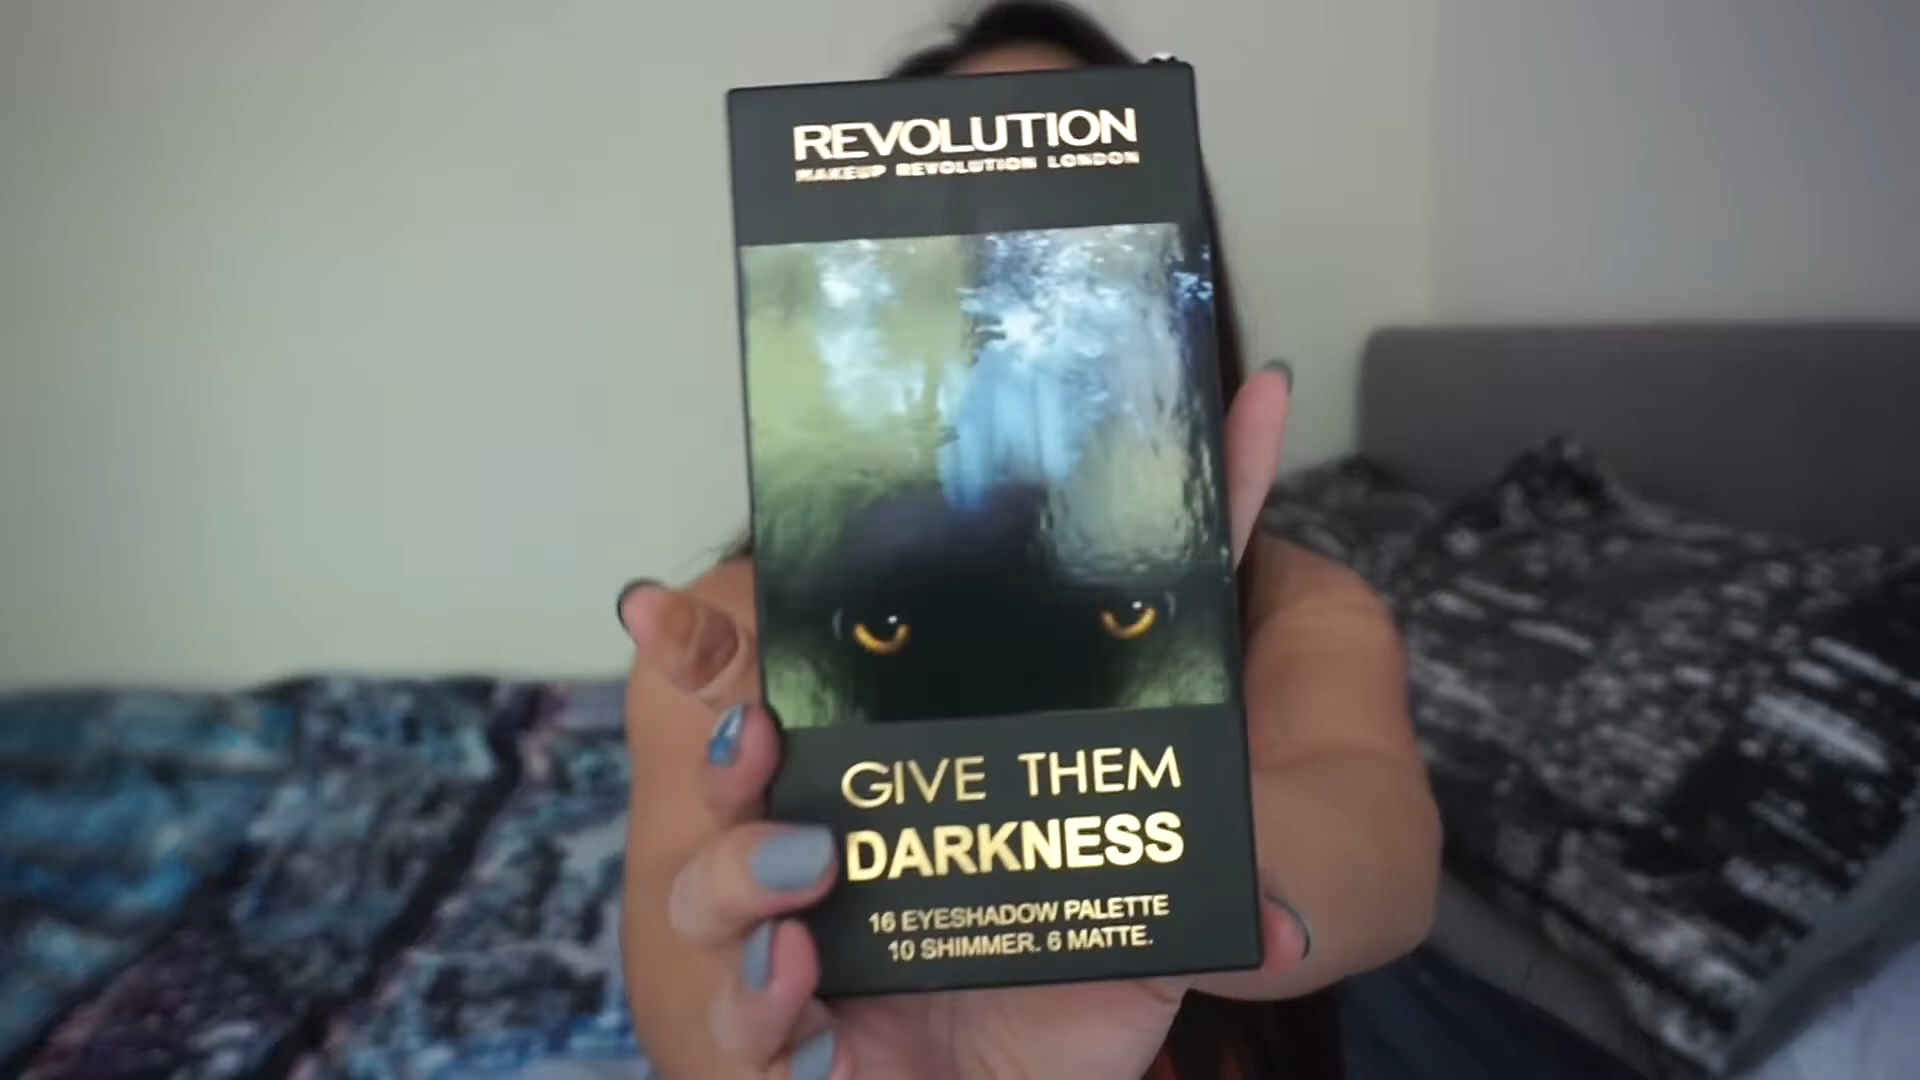 REVOLUTION
MAKEUP REVOLUTION LONDON
GIVE THEM
DARKNESS
16 EYESHADOW PALETTE
10 SHIMMER. 6 MATTE.